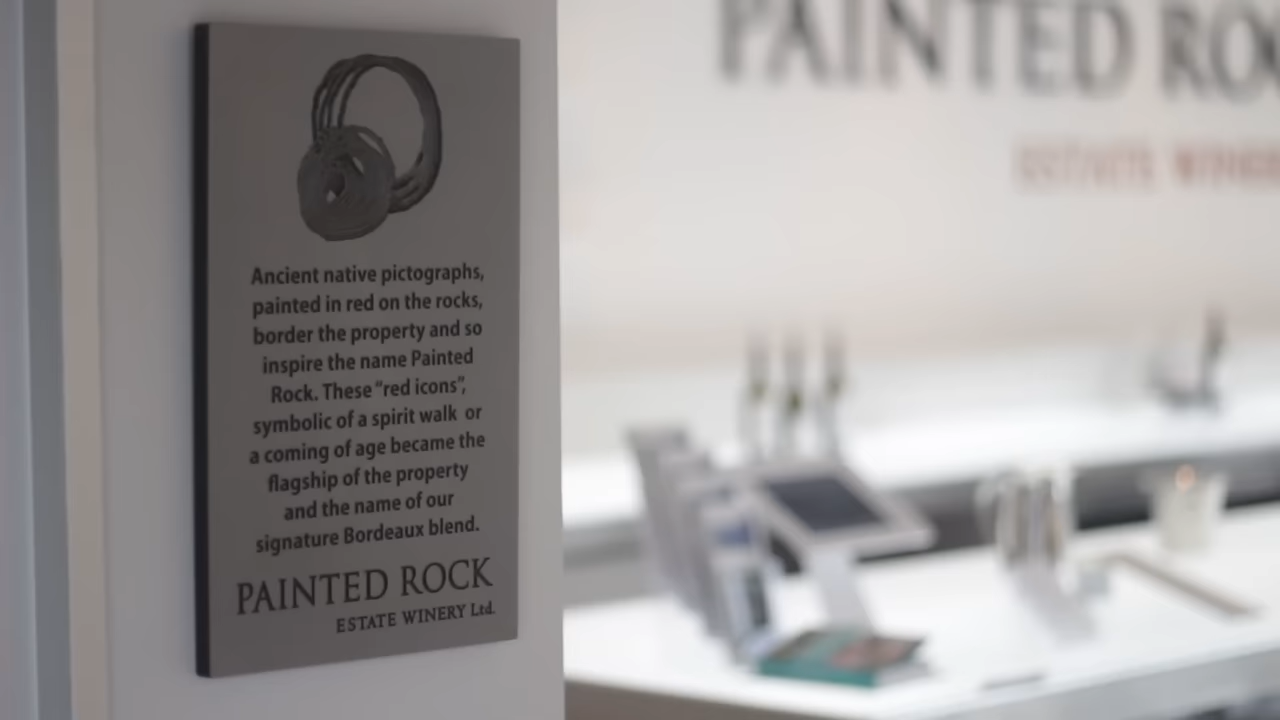 Ancient native pictographs,
painted in red on the rocks,
border the property and so
inspire the name Painted
Rock. These “red icons”,
symbolic of a spirit walk or
a coming of age became the
flagship of the property
and the name of our
signature Bordeaux blend.
PAINTED ROCK
ESTATE WINERY Ltd.
PAINTED ROC
ESTATE WINE